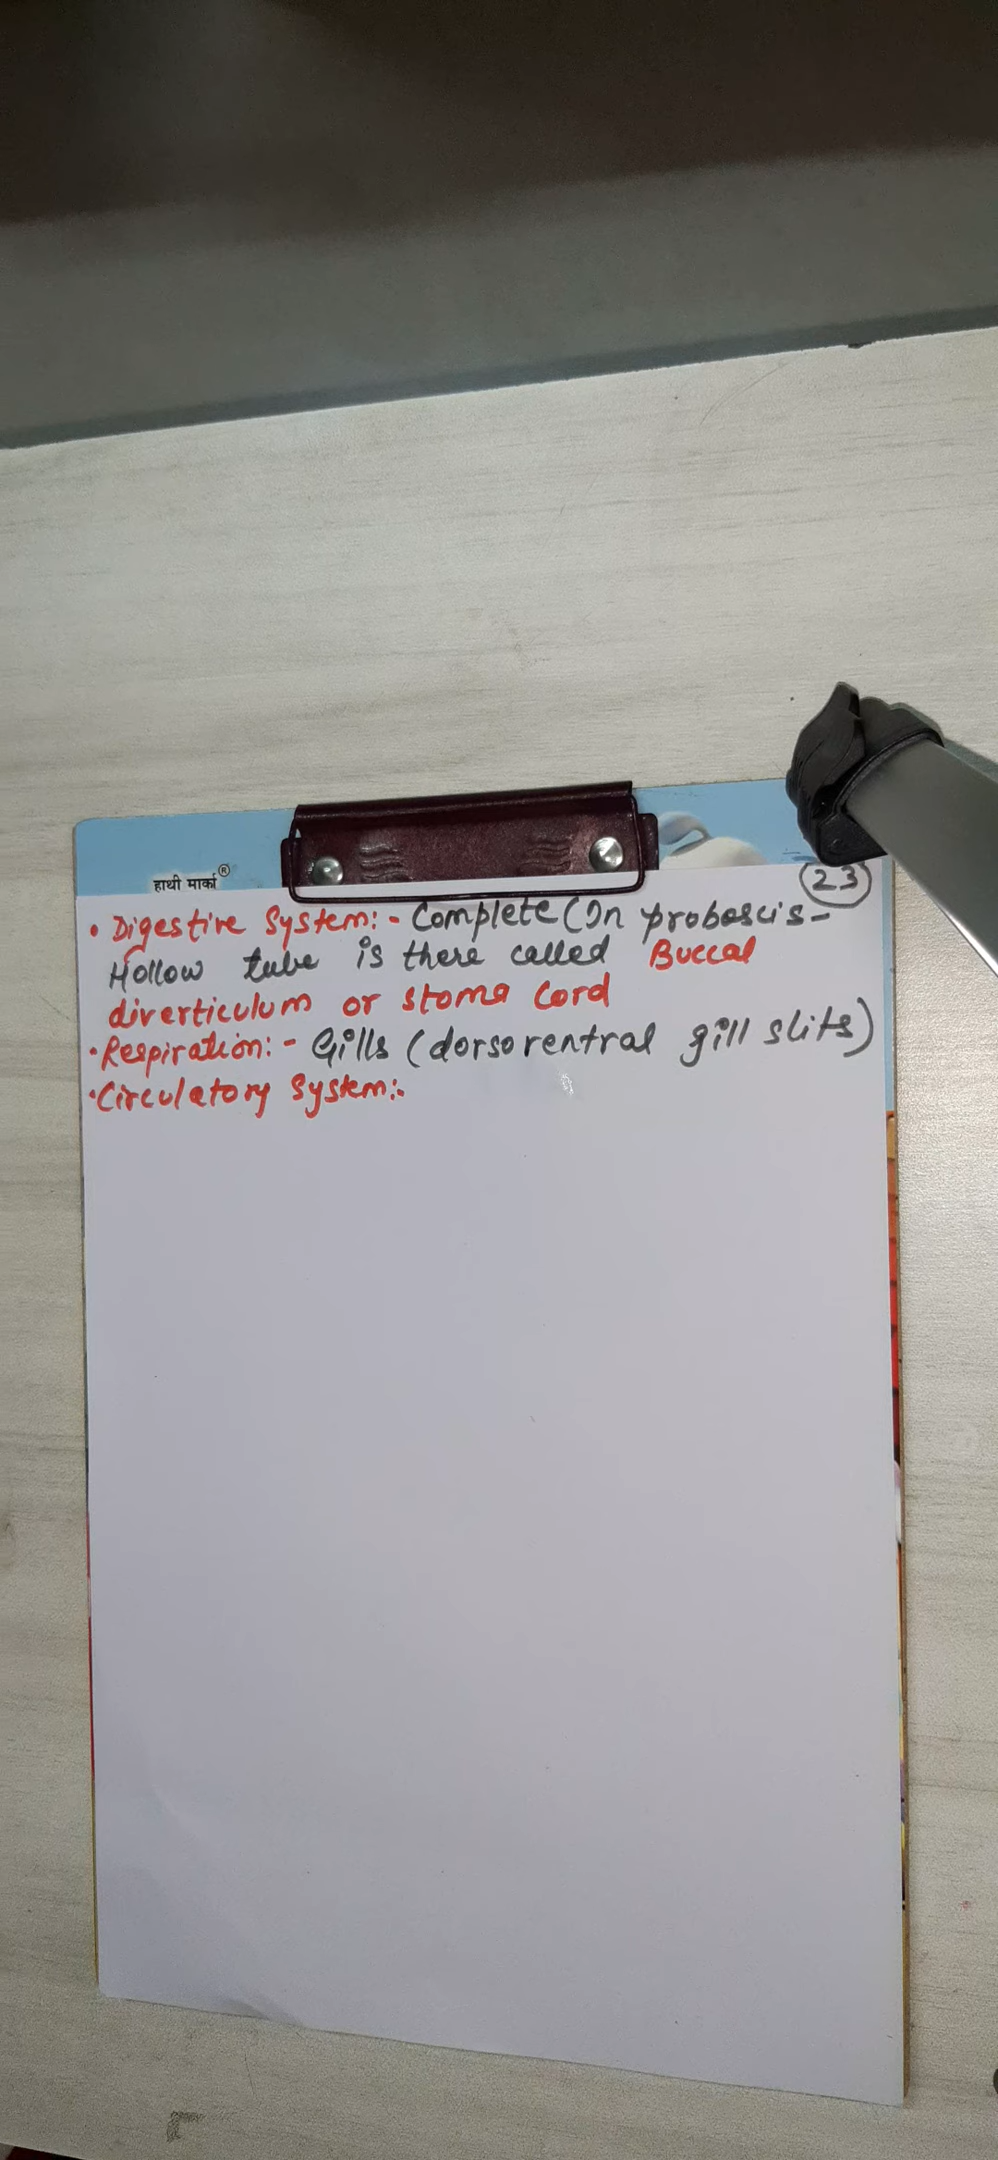 हाथी मार्का®
23
• Digestive System:- Complete (In proboscis-
Hollow tube is there called Buccal
diverticulum or stoma Cord
• Respiration:- Gills (dorsoventral gill slits)
• Circulatory System:-